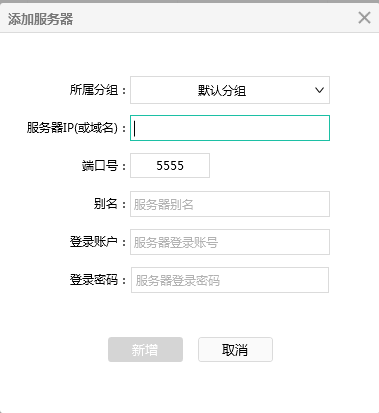 添加服务器
所属分组： 默认分组
服务器IP(或域名)：
端口号： 5555
别名： 服务器别名
登录账户： 服务器登录账号
登录密码： 服务器登录密码
新增 取消